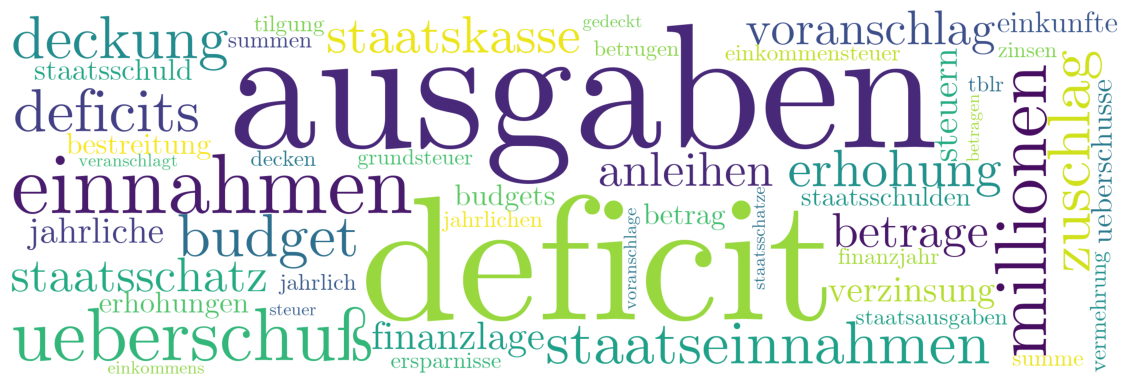 deckung
tilgung
summen
staatskasse
gedeckt
betrugen
voranschlag
einkunfte
einkommensteuer
zinsen
staatsschuld
ausgaben
steuern
tblr
deficits
bestreitung
veranschlagt
decken
grundsteuer
betragen
millionen
zuschlag
ueberschusse
einnahmen
anleihen
erhohung
staatsschulden
budgets
jahrlichen
betrag
jahrliche
budget
deficit
voranschlage
staatsschatze
betrage
finanzjahr
staatsschatz
jahrlich
verzinsung
erhohungen
steuer
staatsausgaben
vermehrung
ueberschuß
finanzlage
staatseinnahmen
summe
einkommens
ersparnisse